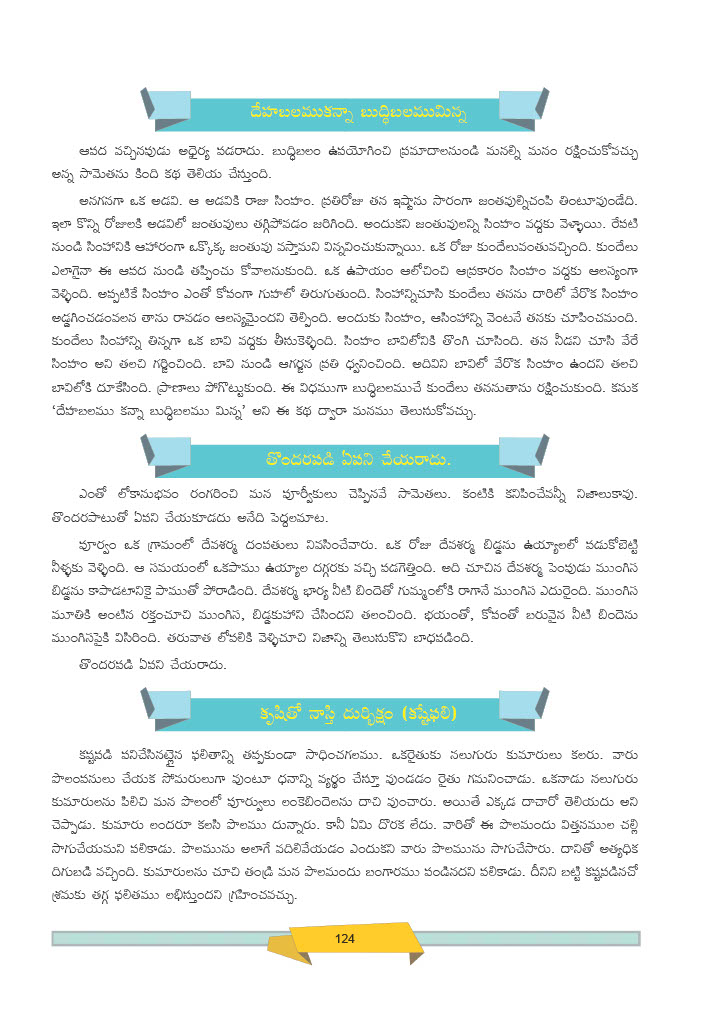 దేహబలముకన్నా బుద్ధిబలముమిన్న
ఆపద వచ్చినపుడు అధైర్య పడరాదు. బుద్ధిబలం ఉపయోగించి ప్రమాదాలనుండి మనల్ని మనం రక్షించుకోవచ్చు
అన్న సామెతను కింది కథ తెలియ చేస్తుంది.
అనగనగా ఒక అడవి. ఆ అడవికి రాజు సింహం. ప్రతిరోజు తన ఇష్టాను సారంగా జంతవుల్నిచంపి తింటూవుండేది.
ఇలా కొన్ని రోజులకి అడవిలో జంతువులు తగ్గిపోవడం జరిగింది. అందుకని జంతువులన్ని సింహం వద్దకు వెళ్ళాయి. రేపటి
నుండి సింహానికి ఆహారంగా ఒక్కొక్క జంతువు వస్తామని విన్నవించుకున్నాయి. ఒక రోజు కుందేలువంతువచ్చింది. కుందేలు
ఎలాగైనా ఈ ఆపద నుండి తప్పించు కోవాలనుకుంది. ఒక ఉపాయం ఆలోచించి ఆప్రకారం సింహం వద్దకు ఆలస్యంగా
వెళ్ళింది. అప్పటికే సింహం ఎంతో కోపంగా గుహలో తిరుగుతుంది. సింహాన్నిచూసి కుందేలు తనను దారిలో వేరొక సింహం
అడ్డగించడంవలన తాను రావడం ఆలస్యమైందని తెల్పింది. అందుకు సింహం, ఆసింహాన్ని వెంటనే తనకు చూపించమంది.
కుందేలు సింహాన్ని తిన్నగా ఒక బావి వద్దకు తీనుకెళ్ళింది. సింహం బావిలోనికి తొంగి చూసింది. తన నీడని చూసి వేరే
సింహం అని తలచి గర్జించింది. బావి నుండి ఆగర్జన ప్రతి ధ్వనించింది. అదివిని బావిలో వేరొక సింహం ఉందని తలచి
బావిలోకి దూకేసింది. ప్రాణాలు పోగొట్టుకుంది. ఈ విధముగా బుద్ధిబలముచే కుందేలు తననుతాను రక్షించుకుంది. కనుక
‘దేహబలము కన్నా బుద్ధిబలము మిన్న’ అని ఈ కథ ద్వారా మనము తెలుసుకోవచ్చు.
తొందరపడి ఏపని చేయరాదు.
ఎంతో లోకానుభవం రంగరించి మన పూర్వీకులు చెప్పినవే సామెతలు. కంటికి కనిపించేవన్నీ నిజాలుకావు.
తొందరపాటుతో ఏపని చేయకూడదు అనేది పెద్దలమాట.
పూర్వం ఒక గ్రామంలో దేవశర్మ దంపతులు నివసించేవారు. ఒక రోజు దేవశర్మ బిడ్డను ఉయ్యాలలో పడుకోబెట్టి
నీళ్ళకు వెళ్ళింది. ఆ సమయంలో ఒకపాము ఉయ్యాల దగ్గరకు వచ్చి పడగెత్తింది. అది చూచిన దేవశర్మ పెంపుడు ముంగిస
బిడ్డను కాపాడటానికై పాముతో పోరాడింది. దేవశర్మ భార్య నీటి బిందెతో గుమ్మంలోకి రాగానే ముంగిస ఎదురైంది. ముంగిస
మూతికి అంటిన రక్తంచూచి ముంగిస, బిడ్డకుహాని చేసిందని తలంచింది. భయంతో, కోపంతో బరువైన నీటి బిందెను
ముంగిసపైకి విసిరింది. తరువాత లోపలికి వెళ్ళిచూచి నిజాన్ని తెలుసుకొని బాధపడింది.
తొందరపడి ఏపని చేయరాదు.
కృషితో నాస్తి దుర్భిక్షం (కష్టేఫలి)
కష్టపడి పనిచేసినట్లైన ఫలితాన్ని తప్పకుండా సాధించగలము. ఒకరైతుకు నలుగురు కుమారులు కలరు. వారు
పొలంపనులు చేయక సోమరులుగా వుంటూ ధనాన్ని వ్యర్థం చేస్తూ వుండడం రైతు గమనించాడు. ఒకనాడు నలుగురు
కుమారులను పిలిచి మన పొలంలో పూర్వులు లంకెబిందెలను దాచి వుంచారు. అయితే ఎక్కడ దాచారో తెలియదు అని
చెప్పాడు. కుమారు లందరూ కలసి పొలము దున్నారు. కానీ ఏమి దొరక లేదు. వారితో ఈ పొలమందు విత్తనముల చల్లి
సాగుచేయమని పలికాడు. పొలమును అలాగే వదిలివేయడం ఎందుకని వారు పొలమును సాగుచేసారు. దానితో అత్యధిక
దిగుబడి వచ్చింది. కుమారులను చూచి తండ్రి మన పొలమందు బంగారము పండినదని పలికాడు. దీనిని బట్టి కష్టపడినచో
శ్రమకు తగ్గ ఫలితము లభిస్తుందని గ్రహించవచ్చు.
124